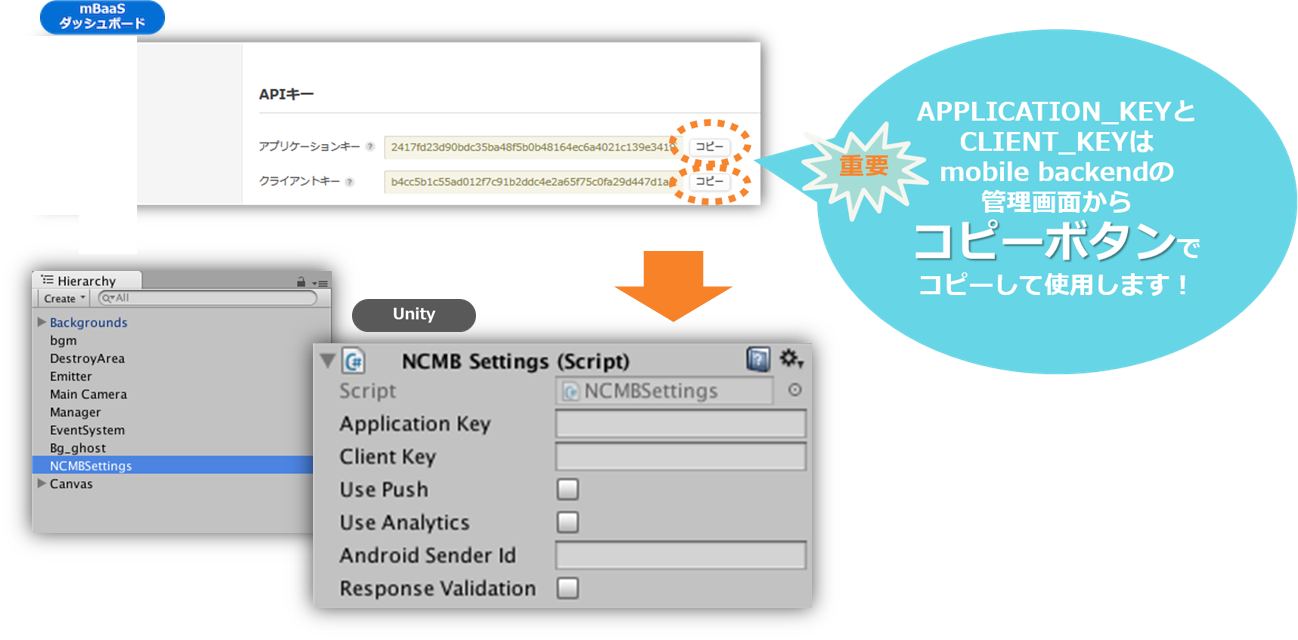 mBaaS
ダッシュボード
APIキー
アプリケーションキー ?
2417fd23d90bdc35ba48f5b0b48164ec6a4021c139e3419
コピー
クライアントキー ?
b4cc5b1c55ad012f7c91b2ddc4e2a65f75c0fa29d447d1a
コピー
重要
APPLICATION_KEYと
CLIENT_KEYは
mobile backendの
管理画面から
コピーボタンで
コピーして使用します！
Hierarchy
Create
All
Backgrounds
bgm
DestroyArea
Emitter
Main Camera
Manager
EventSystem
Bg_ghost
NCMBSettings
Canvas
Unity
NCMB Settings (Script)
Script
NCMBSettings
Application Key
Client Key
Use Push
Use Analytics
Android Sender Id
Response Validation